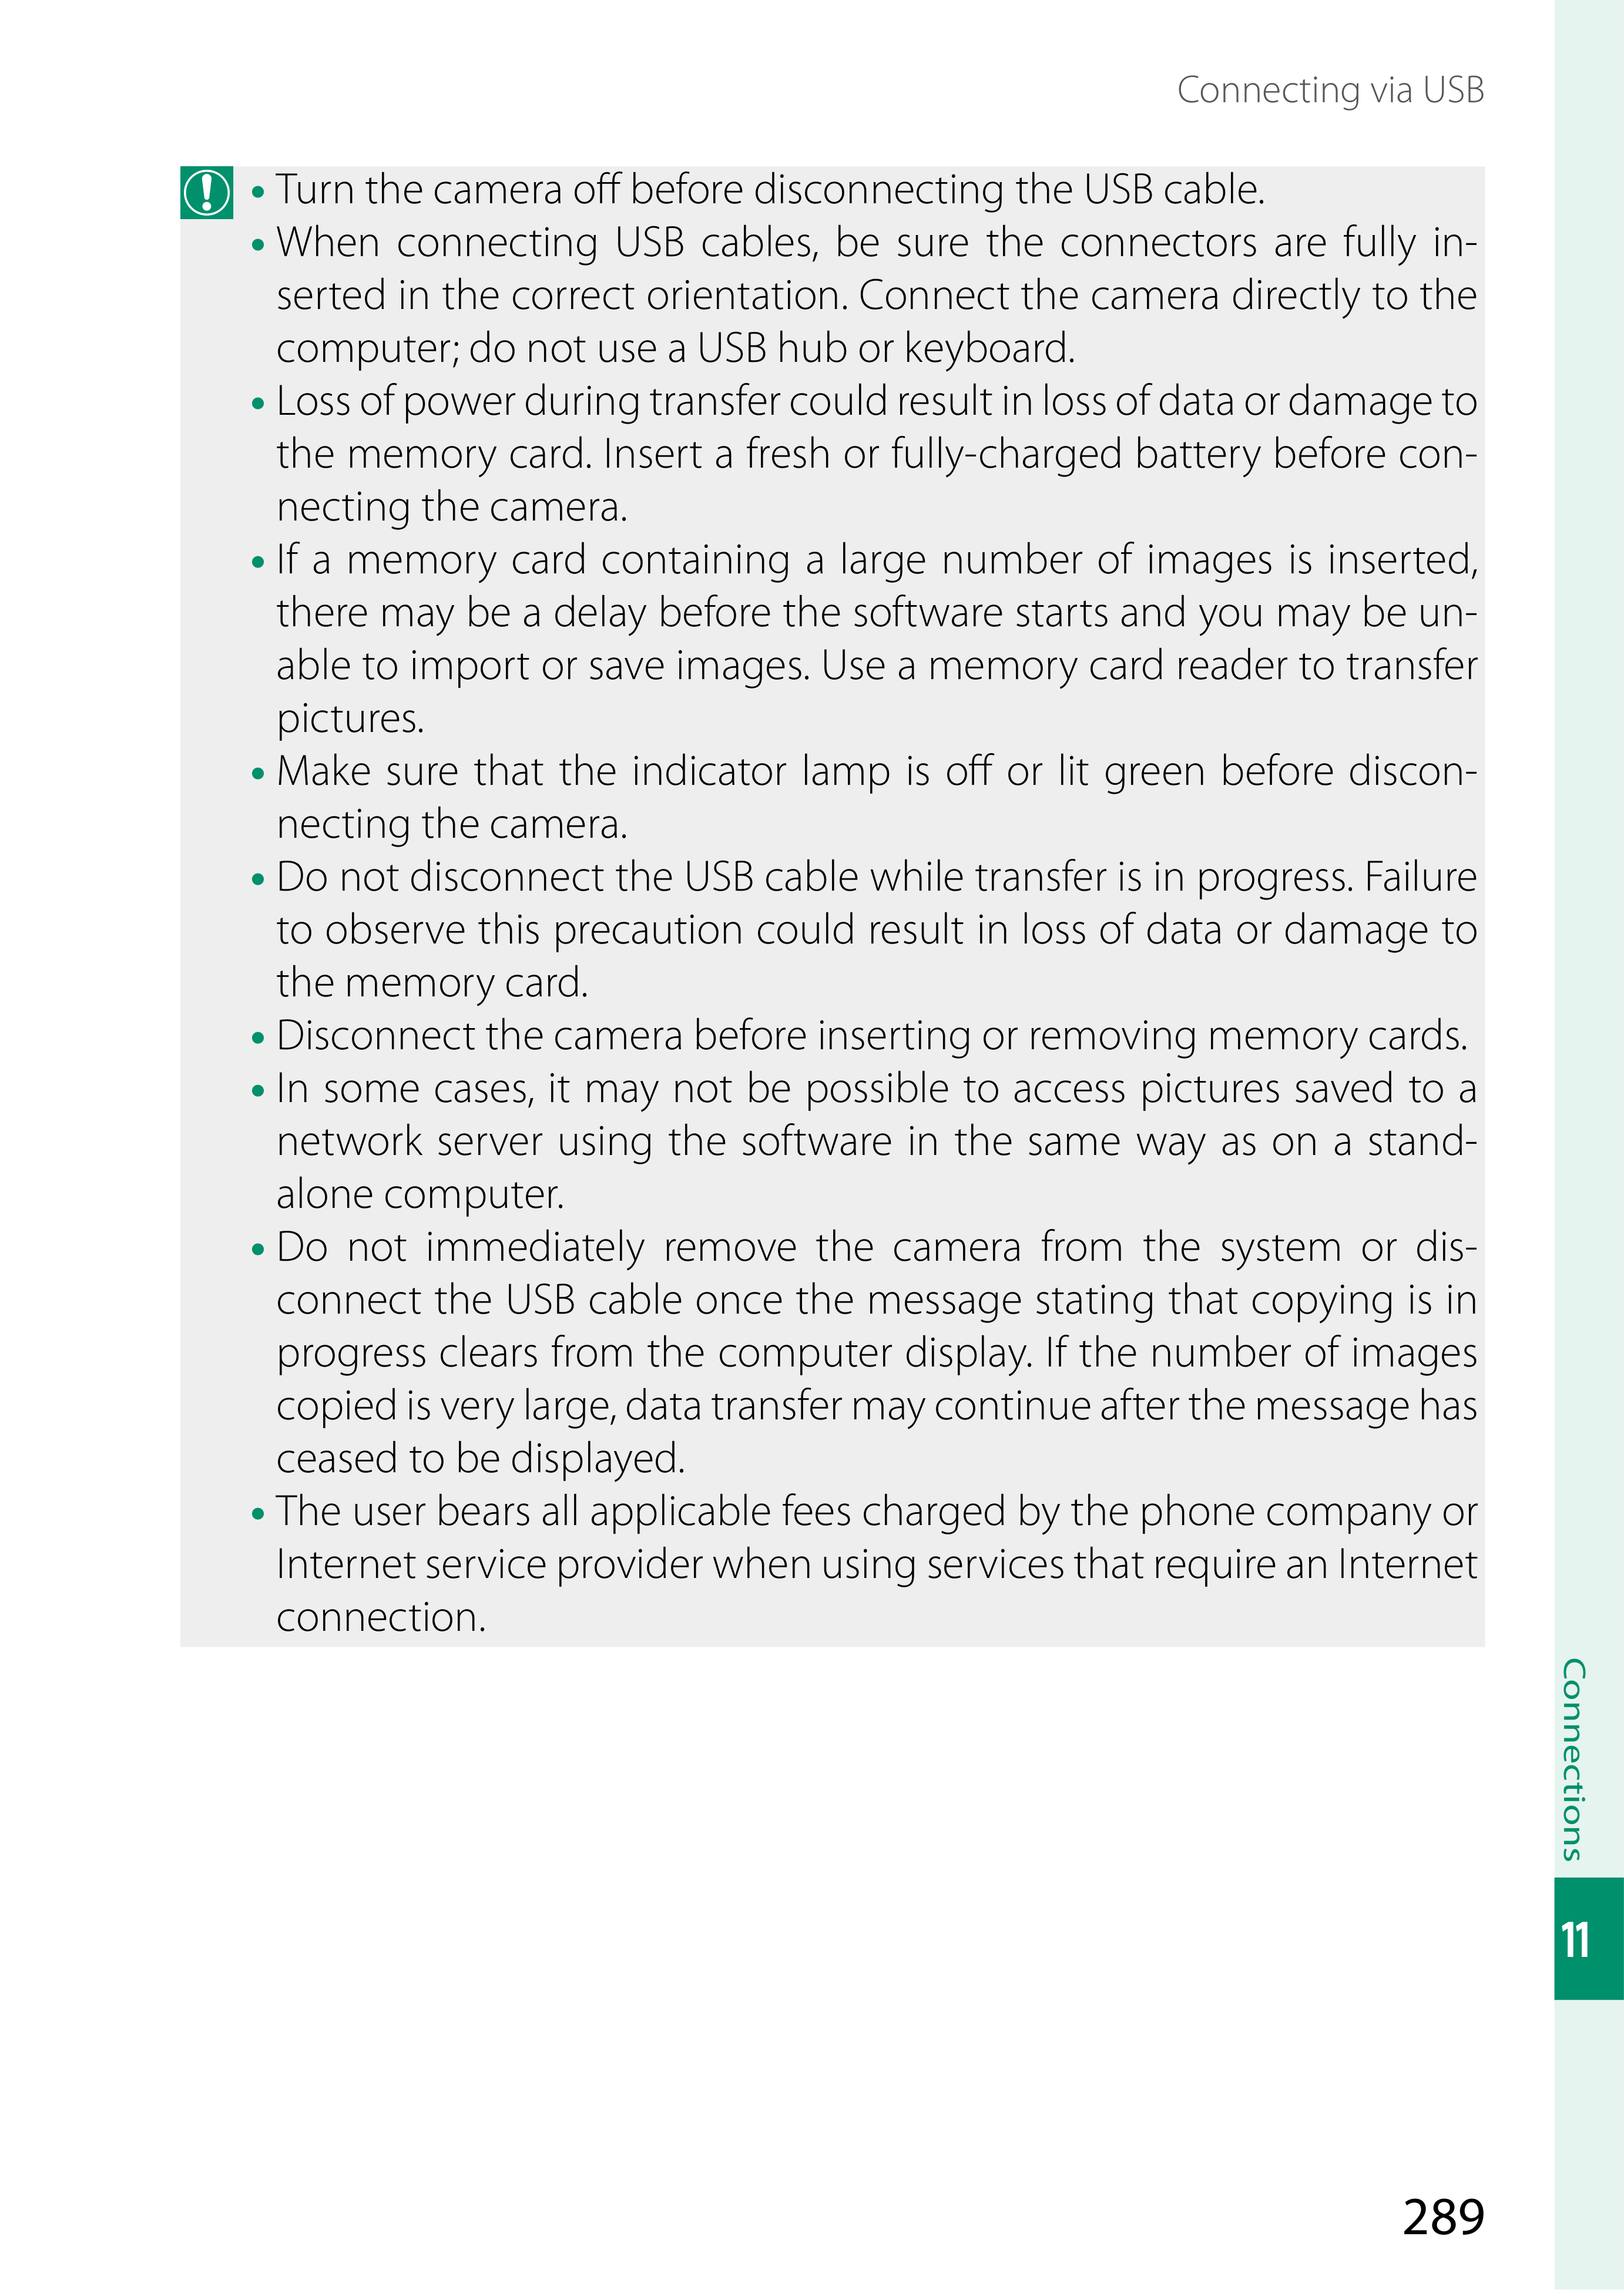 Connecting via USB
• Turn the camera off before disconnecting the USB cable.
• When connecting USB cables, be sure the connectors are fully in-
serted in the correct orientation. Connect the camera directly to the
computer; do not use a USB hub or keyboard.
• Loss of power during transfer could result in loss of data or damage to
the memory card. Insert a fresh or fully-charged battery before con-
necting the camera.
• If a memory card containing a large number of images is inserted,
there may be a delay before the software starts and you may be un-
able to import or save images. Use a memory card reader to transfer
pictures.
• Make sure that the indicator lamp is off or lit green before discon-
necting the camera.
• Do not disconnect the USB cable while transfer is in progress. Failure
to observe this precaution could result in loss of data or damage to
the memory card.
• Disconnect the camera before inserting or removing memory cards.
• In some cases, it may not be possible to access pictures saved to a
network server using the software in the same way as on a stand-
alone computer.
• Do not immediately remove the camera from the system or dis-
connect the USB cable once the message stating that copying is in
progress clears from the computer display. If the number of images
copied is very large, data transfer may continue after the message has
ceased to be displayed.
• The user bears all applicable fees charged by the phone company or
Internet service provider when using services that require an Internet
connection.
Connections
11
289